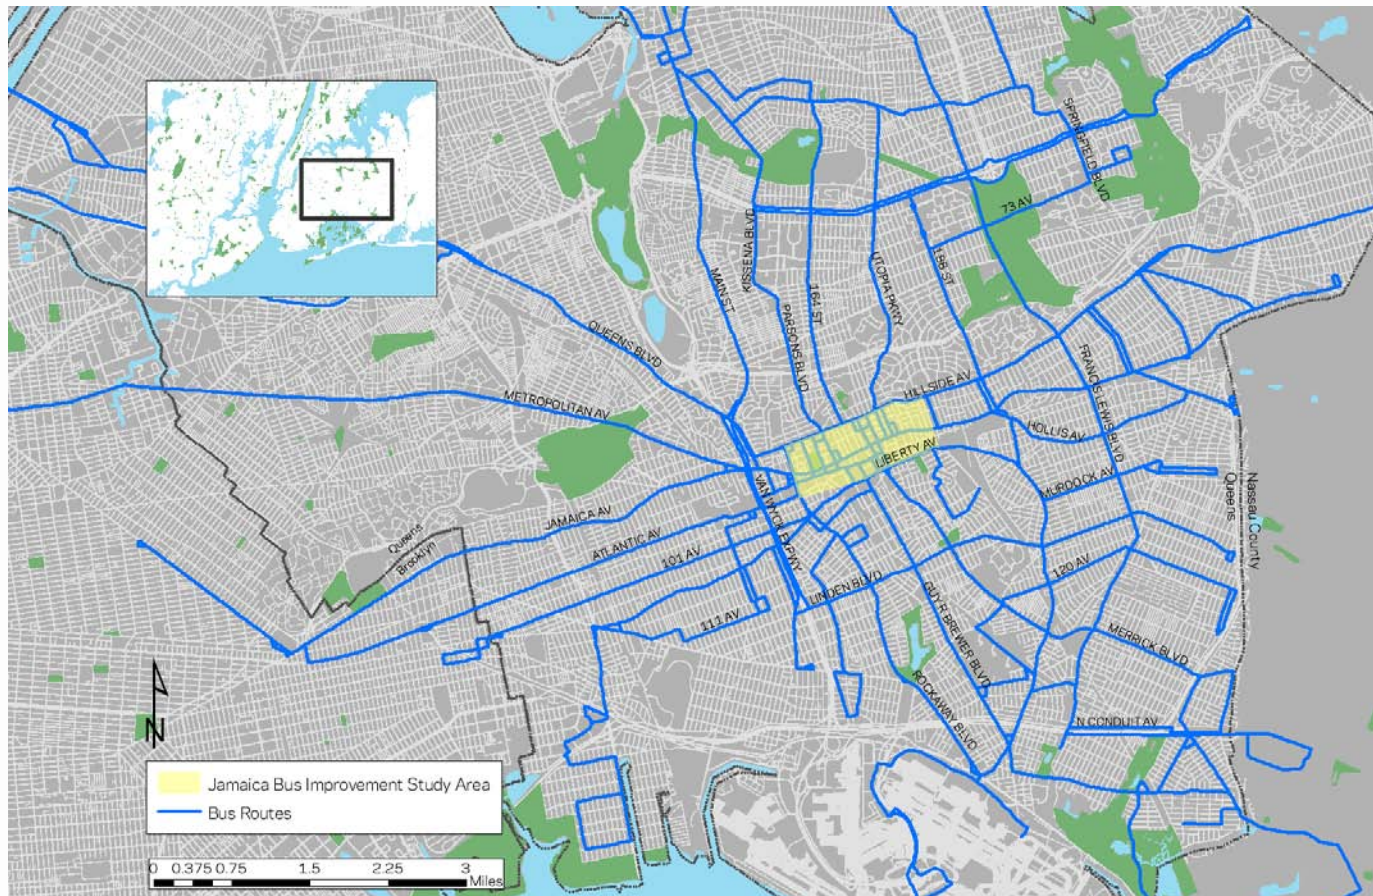 SPRINGFIELD BLVD
73 AV
KISSENA BLVD
MAIN ST
PARSONS BLVD
164 ST
UTOPIA PKWY
188 ST
QUEENS BLVD
METROPOLITAN AV
HILLSIDE AV
FRANCIS LEWIS BLVD
HOLLIS AV
LIBERTY AV
MURDOCK AV
Nassau County
Queens
VAN WYCK EXPWY
JAMAICA AV
Queens
Brooklyn
ATLANTIC AV
101 AV
LINDEN BLVD
111 AV
120 AV
GUY R BREWER BLVD
MERRICK BLVD
ROCKAWAY BLVD
N CONDUIT AV
N
Jamaica Bus Improvement Study Area
Bus Routes
0 0.375 0.75 1.5 2.25 3
Miles